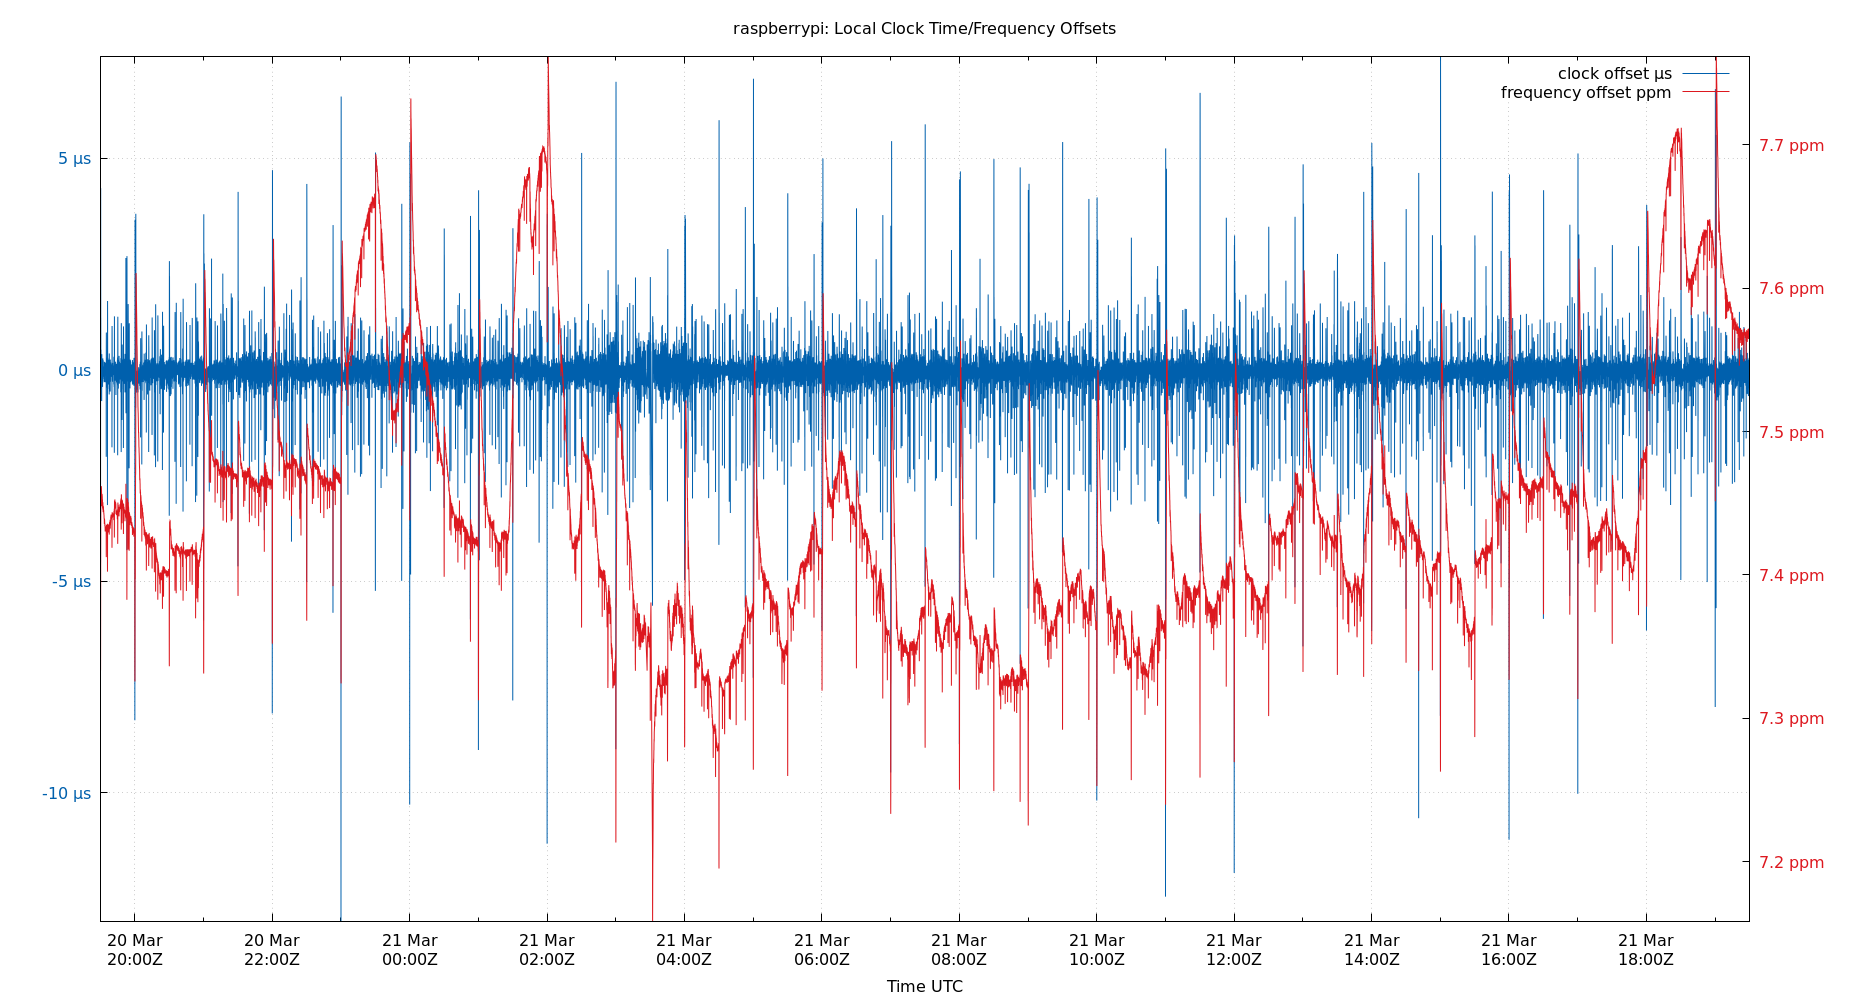 raspberrypi: Local Clock Time/Frequency Offsets
clock offset µs
frequency offset ppm
5 µs
0 µs
-5 µs
-10 µs
7.7 ppm
7.6 ppm
7.5 ppm
7.4 ppm
7.3 ppm
7.2 ppm
20 Mar 20 Mar 21 Mar 21 Mar 21 Mar 21 Mar 21 Mar 21 Mar 21 Mar 21 Mar 21 Mar 21 Mar
20:00Z 22:00Z 00:00Z 02:00Z 04:00Z 06:00Z 08:00Z 10:00Z 12:00Z 14:00Z 16:00Z 18:00Z
Time UTC